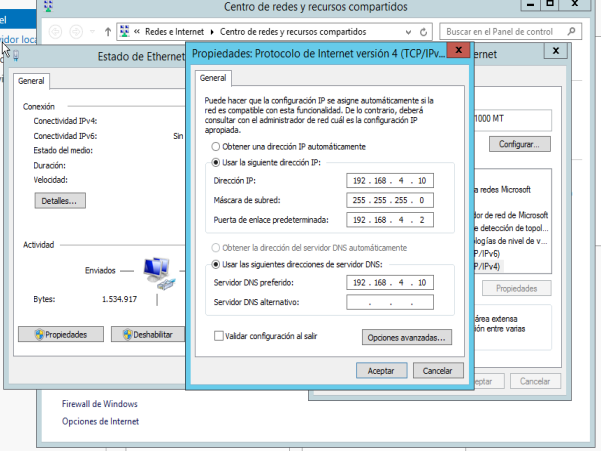 Centro de redes y recursos compartidos
Redes e Internet ▸ Centro de redes y recursos compartidos
Buscar en el Panel de control
Estado de Ethernet
General
Conexión
Conectividad IPv4:
Conectividad IPv6:
Sin
Estado del medio:
Duración:
Velocidad:
Detalles...
Actividad
Enviados
Bytes:
1.534.917
Propiedades
Deshabilitar
Propiedades: Protocolo de Internet versión 4 (TCP/IPv...
General
Puede hacer que la configuración IP se asigne automáticamente si la
red es compatible con esta funcionalidad. De lo contrario, deberá
consultar con el administrador de red cuál es la configuración IP
apropiada.
Obtener una dirección IP automáticamente
Usar la siguiente dirección IP:
Dirección IP:
192 . 168 . 4 . 10
Máscara de subred:
255 . 255 . 255 . 0
Puerta de enlace predeterminada:
192 . 168 . 4 . 2
Obtener la dirección del servidor DNS automáticamente
Usar las siguientes direcciones de servidor DNS:
Servidor DNS preferido:
192 . 168 . 4 . 10
Servidor DNS alternativo:
. . .
Validar configuración al salir
Opciones avanzadas...
Aceptar
Cancelar
ernet
1000 MT
Configurar...
a redes Microsoft
dor de red de Microsoft
e detección de topol...
ologías de nivel de v...
P/IPv6)
P/IPv4)
Propiedades
área extensa
ión entre varias
eptar
Cancelar
Firewall de Windows
Opciones de Internet